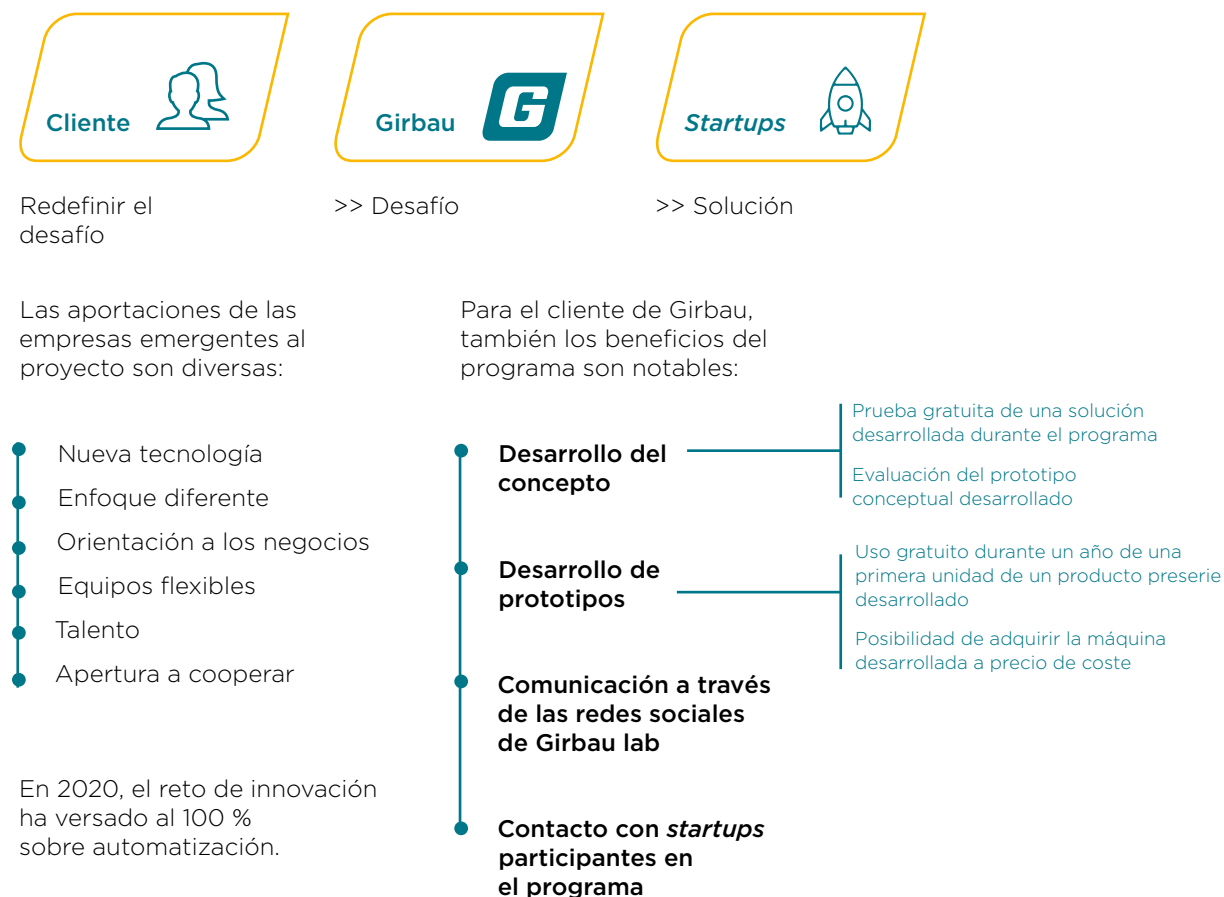 Cliente
Girbau
G
Startups
Redefinir el
desafío
>> Desafío
>> Solución
Las aportaciones de las
empresas emergentes al
proyecto son diversas:
Nueva tecnología
Enfoque diferente
Orientación a los negocios
Equipos flexibles
Talento
Apertura a cooperar
En 2020, el reto de innovación
ha versado al 100 %
sobre automatización.
Para el cliente de Girbau,
también los beneficios del
programa son notables:
Desarrollo del
concepto
Prueba gratuita de una solución
desarrollada durante el programa
Evaluación del prototipo
conceptual desarrollado
Desarrollo de
prototipos
Uso gratuito durante un año de una
primera unidad de un producto preserie
desarrollado
Posibilidad de adquirir la máquina
desarrollada a precio de coste
Comunicación a través
de las redes sociales
de Girbau lab
Contacto con startups
participantes en
el programa